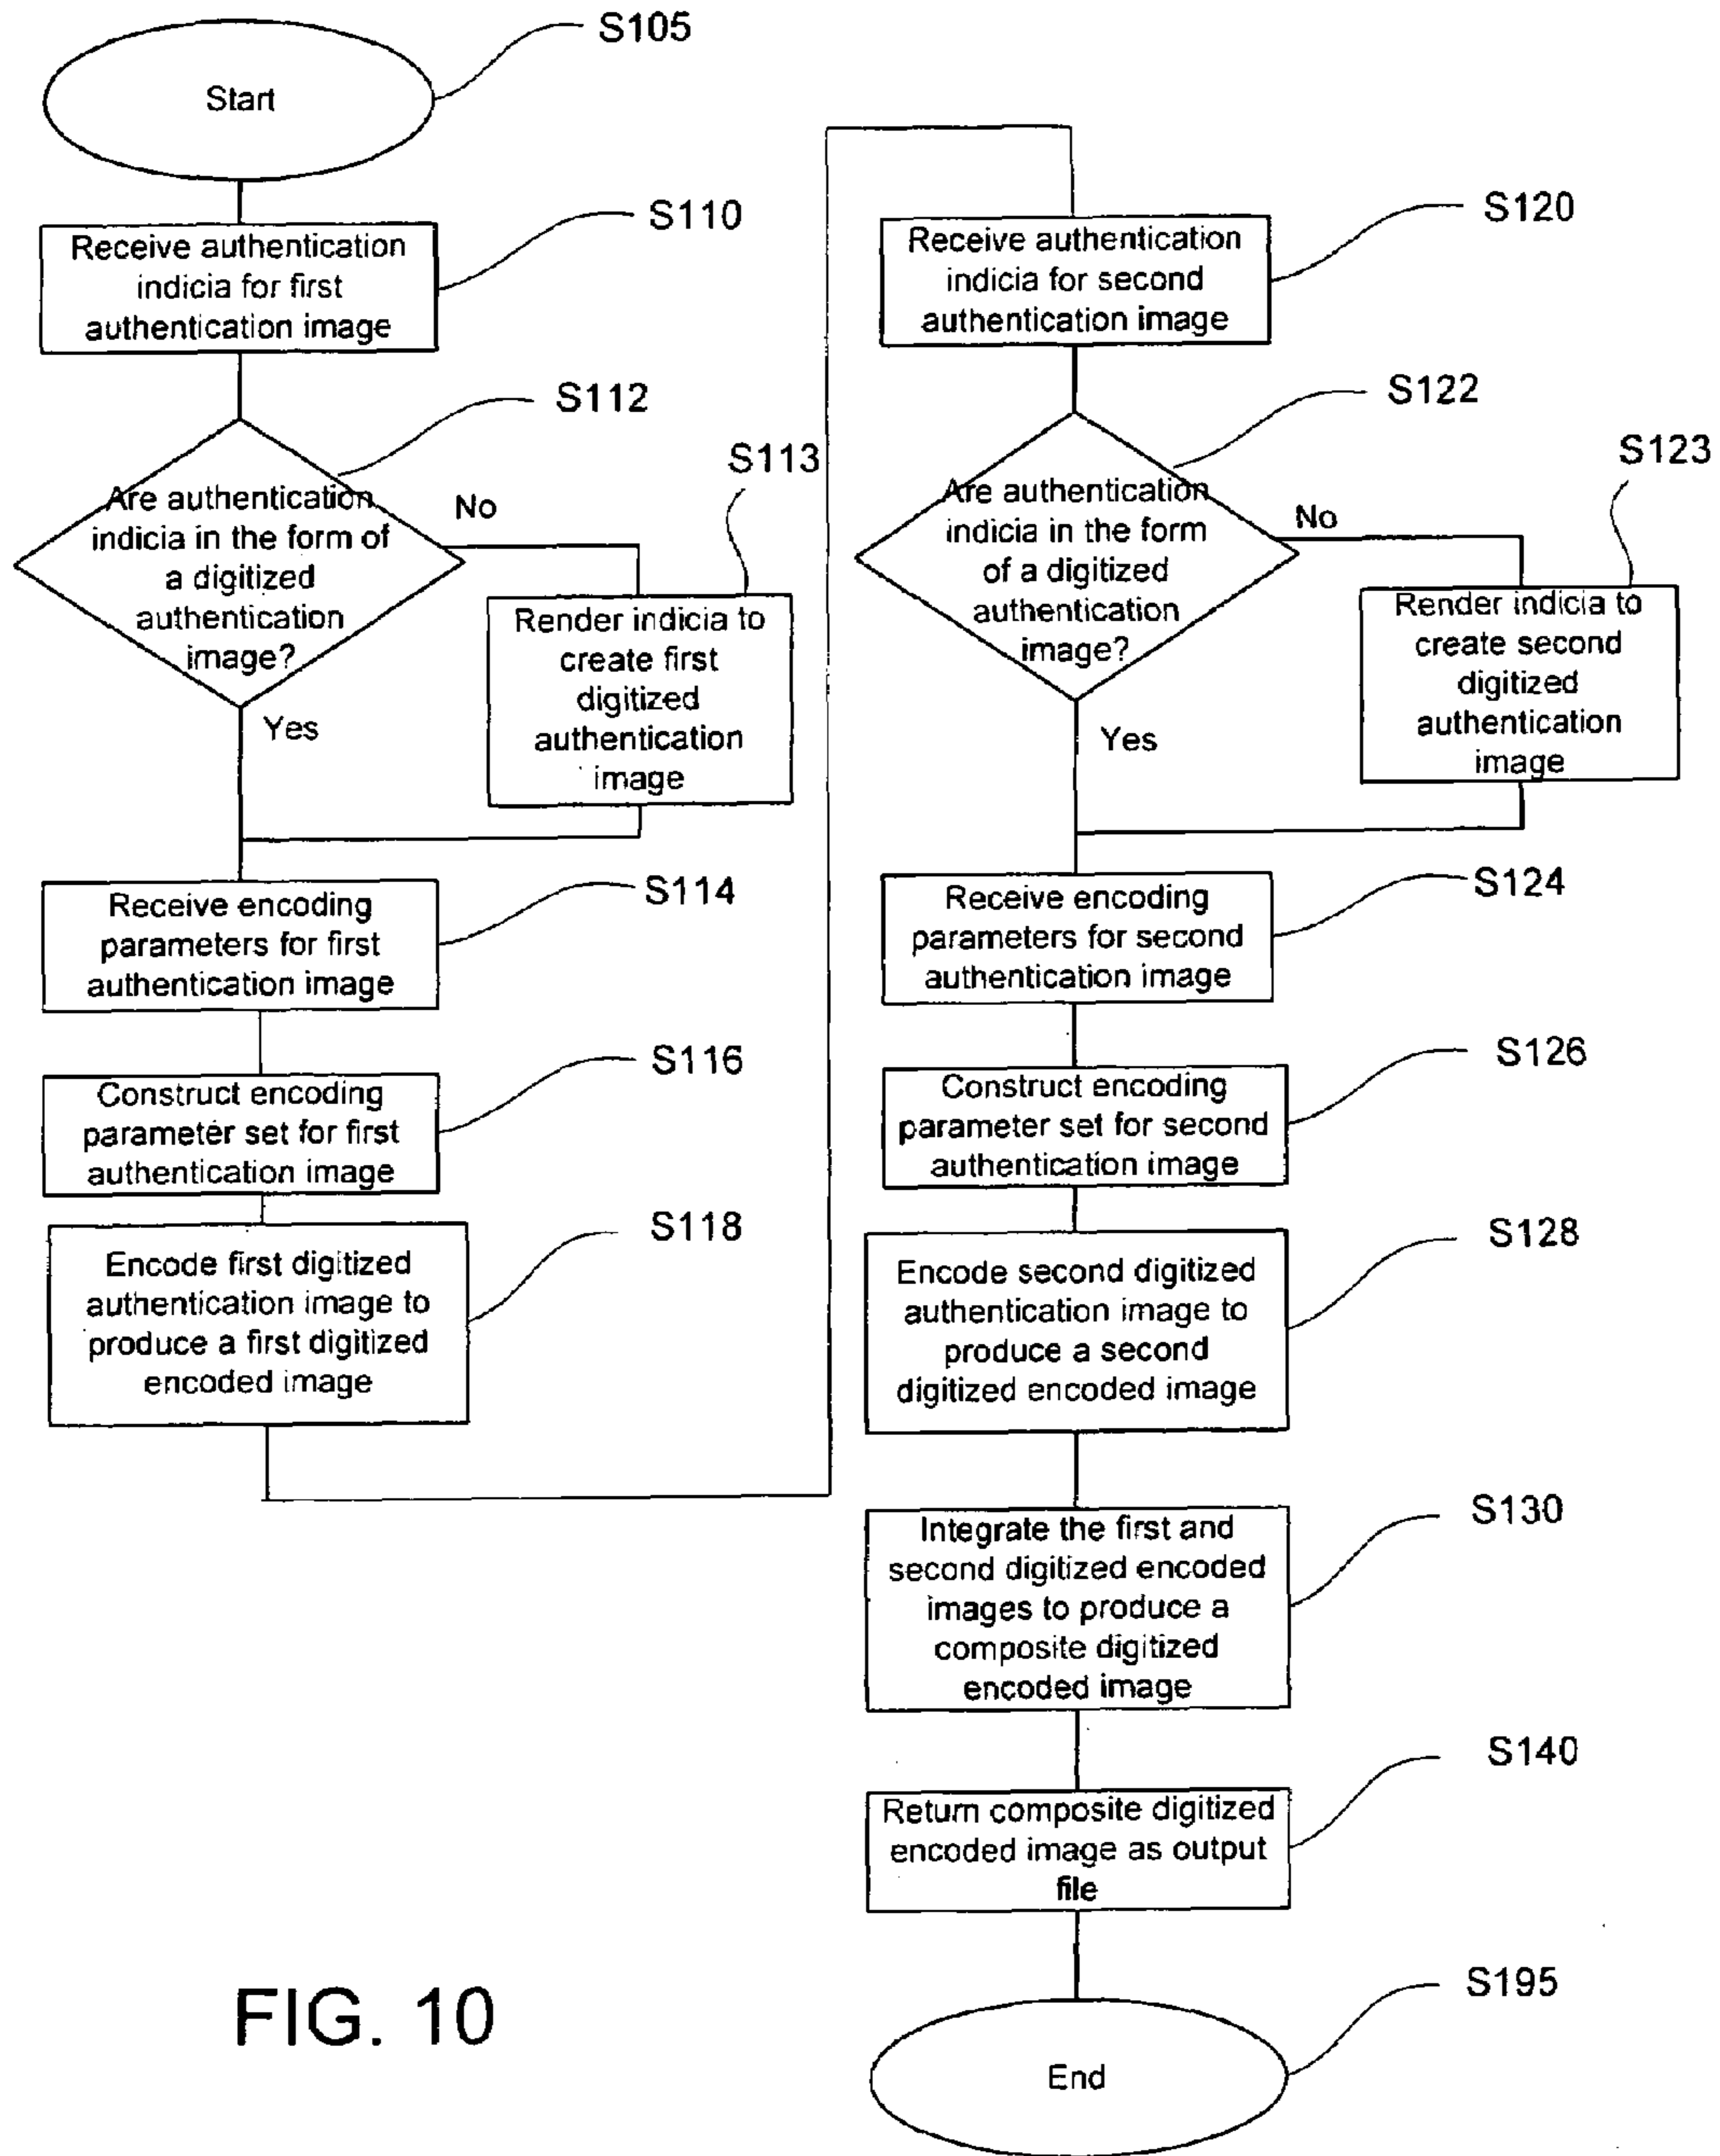 Start
S105
Receive authentication
indicia for first
authentication image
S110
Are authentication
indicia in the form of
a digitized
authentication
image?
S112
No
Yes
S113
Render indicia to
create first
digitized
authentication
image
Receive encoding
parameters for first
authentication image
S114
Construct encoding
parameter set for first
authentication image
S116
Encode first digitized
authentication image to
produce a first digitized
encoded image
S118
Receive authentication
indicia for second
authentication image
S120
Are authentication
indicia in the form
of a digitized
authentication
image?
S122
No
Yes
S123
Render indicia to
create second
digitized
authentication
image
Receive encoding
parameters for second
authentication image
S124
Construct encoding
parameter set for second
authentication image
S126
Encode second digitized
authentication image to
produce a second
digitized encoded image
S128
Integrate the first and
second digitized encoded
images to produce a
composite digitized
encoded image
S130
Return composite digitized
encoded image as output
file
S140
End
S195
FIG. 10